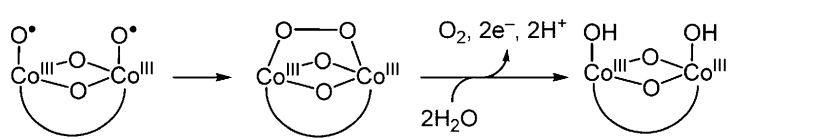 O• O•
Co^III O Co^III
O
O O
Co^III O Co^III
O
O₂, 2e⁻, 2H⁺
2H₂O
OH OH
Co^III O Co^III
O